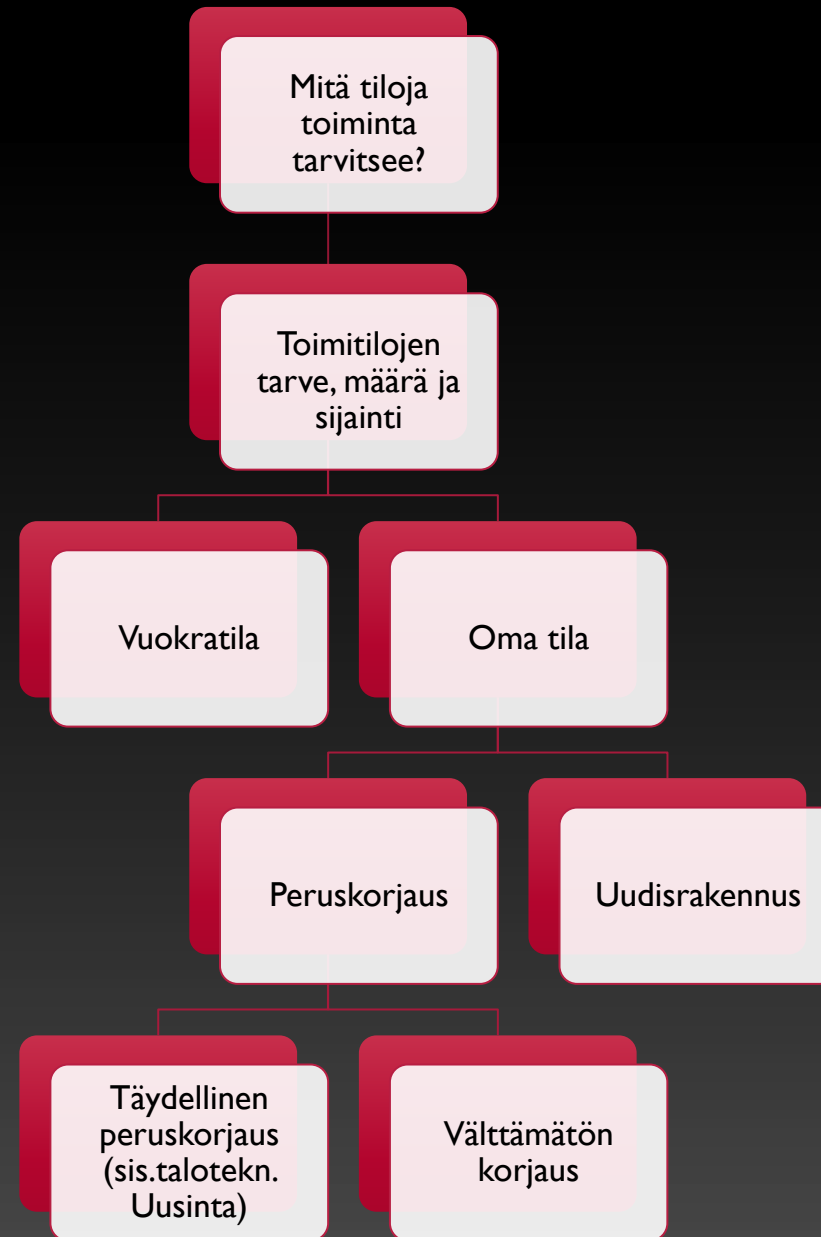 Mitä tiloja
toiminta
tarvitsee?
Toimitilojen
tarve, määrä ja
sijainti
Vuokratila
Oma tila
Peruskorjaus
Uudisrakennus
Täydellinen
peruskorjaus
(sis.talotekn.
Uusinta)
Välttämätön
korjaus